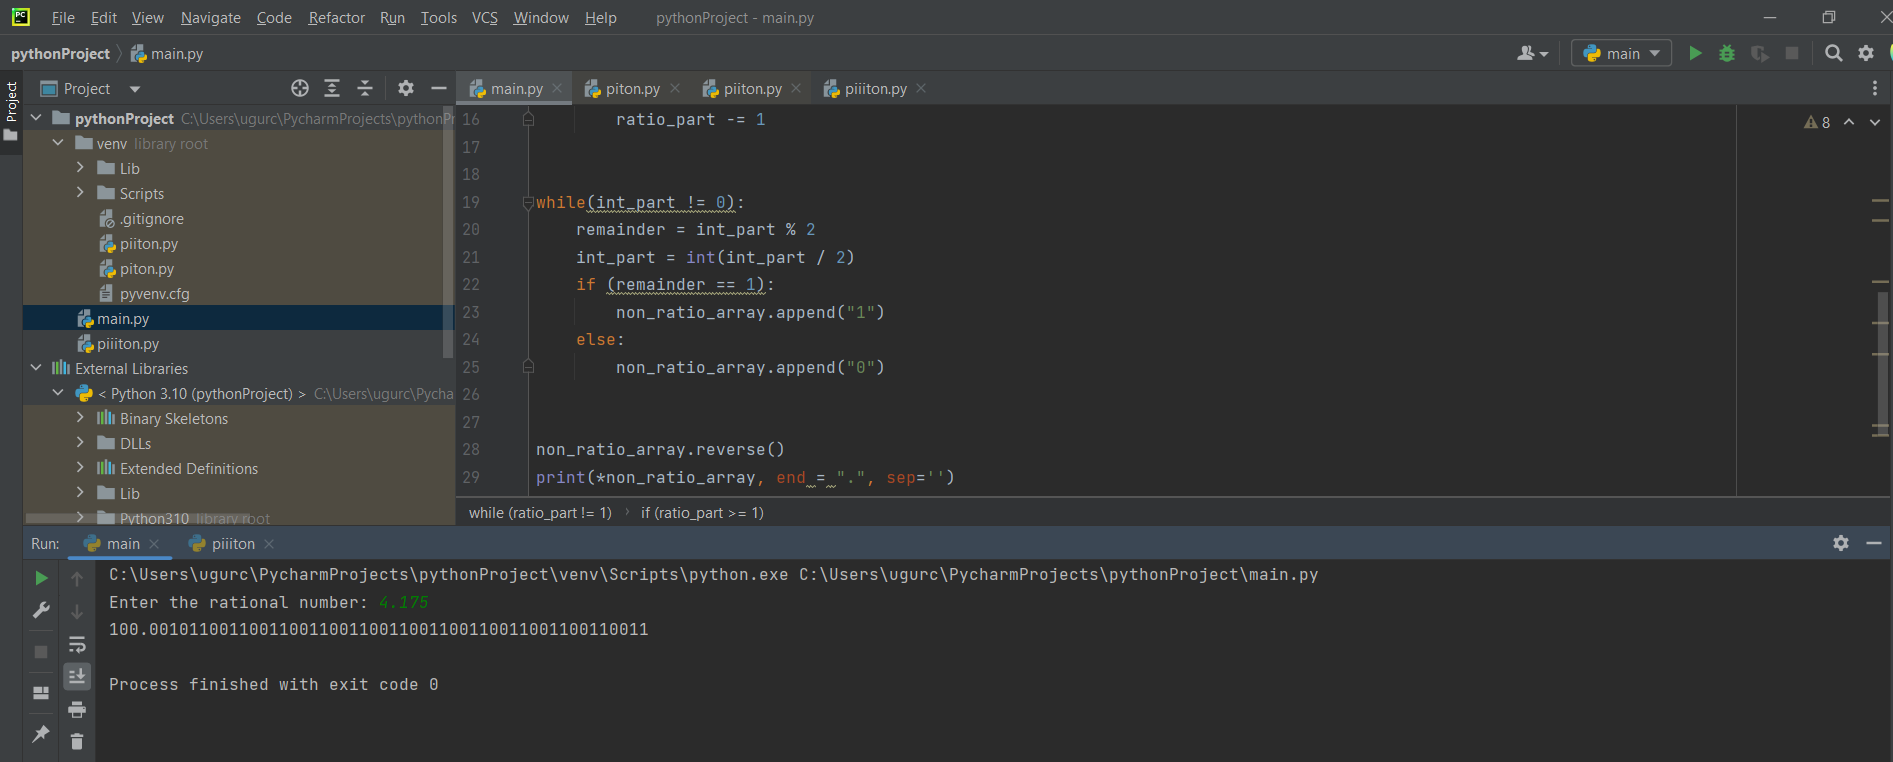 PC File Edit View Navigate Code Refactor Run Tools VCS Window Help pythonProject - main.py
pythonProject main.py main
Project
Project main.py piton.py piiton.py piiiton.py
pythonProject C:\Users\ugurc\PycharmProjects\pythonPr
venv library root
Lib
Scripts
.gitignore
piiton.py
piton.py
pyvenv.cfg
main.py
piiiton.py
External Libraries
< Python 3.10 (pythonProject) > C:\Users\ugurc\Pycha
Binary Skeletons
DLLs
Extended Definitions
Lib
Python310 library root
8
16 ratio_part -= 1
17
18
19 while(int_part != 0):
20 remainder = int_part % 2
21 int_part = int(int_part / 2)
22 if (remainder == 1):
23 non_ratio_array.append("1")
24 else:
25 non_ratio_array.append("0")
26
27
28 non_ratio_array.reverse()
29 print(*non_ratio_array, end = ".", sep='')
while (ratio_part != 1) › if (ratio_part >= 1)
Run: main piiiton
C:\Users\ugurc\PycharmProjects\pythonProject\venv\Scripts\python.exe C:\Users\ugurc\PycharmProjects\pythonProject\main.py
Enter the rational number: 4.175
100.00101100110011001100110011001100110011001100110011
Process finished with exit code 0